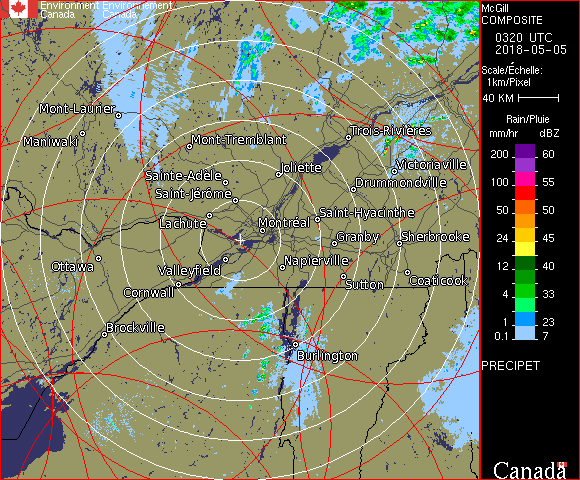 Environment Environnement
Canada Canada
McGill
COMPOSITE
0320 UTC
2018-05-05
Scale/Échelle:
1km/Pixel
40 KM
Rain/Pluie
mm/hr dBZ
200 60
100 55
50 50
24 45
12 40
4 33
1 23
0.1 7
PRECIPET
Canada
Mont-Laurier
Maniwaki
Mont-Tremblant
Trois-Rivières
Sainte-Adèle
Joliette
Victoriaville
Saint-Jérôme
Drummondville
Lachute
Montréal
Saint-Hyacinthe
Granby
Sherbrooke
Ottawa
Valleyfield
Napierville
Cornwall
Sutton
Coaticook
Brockville
Burlington